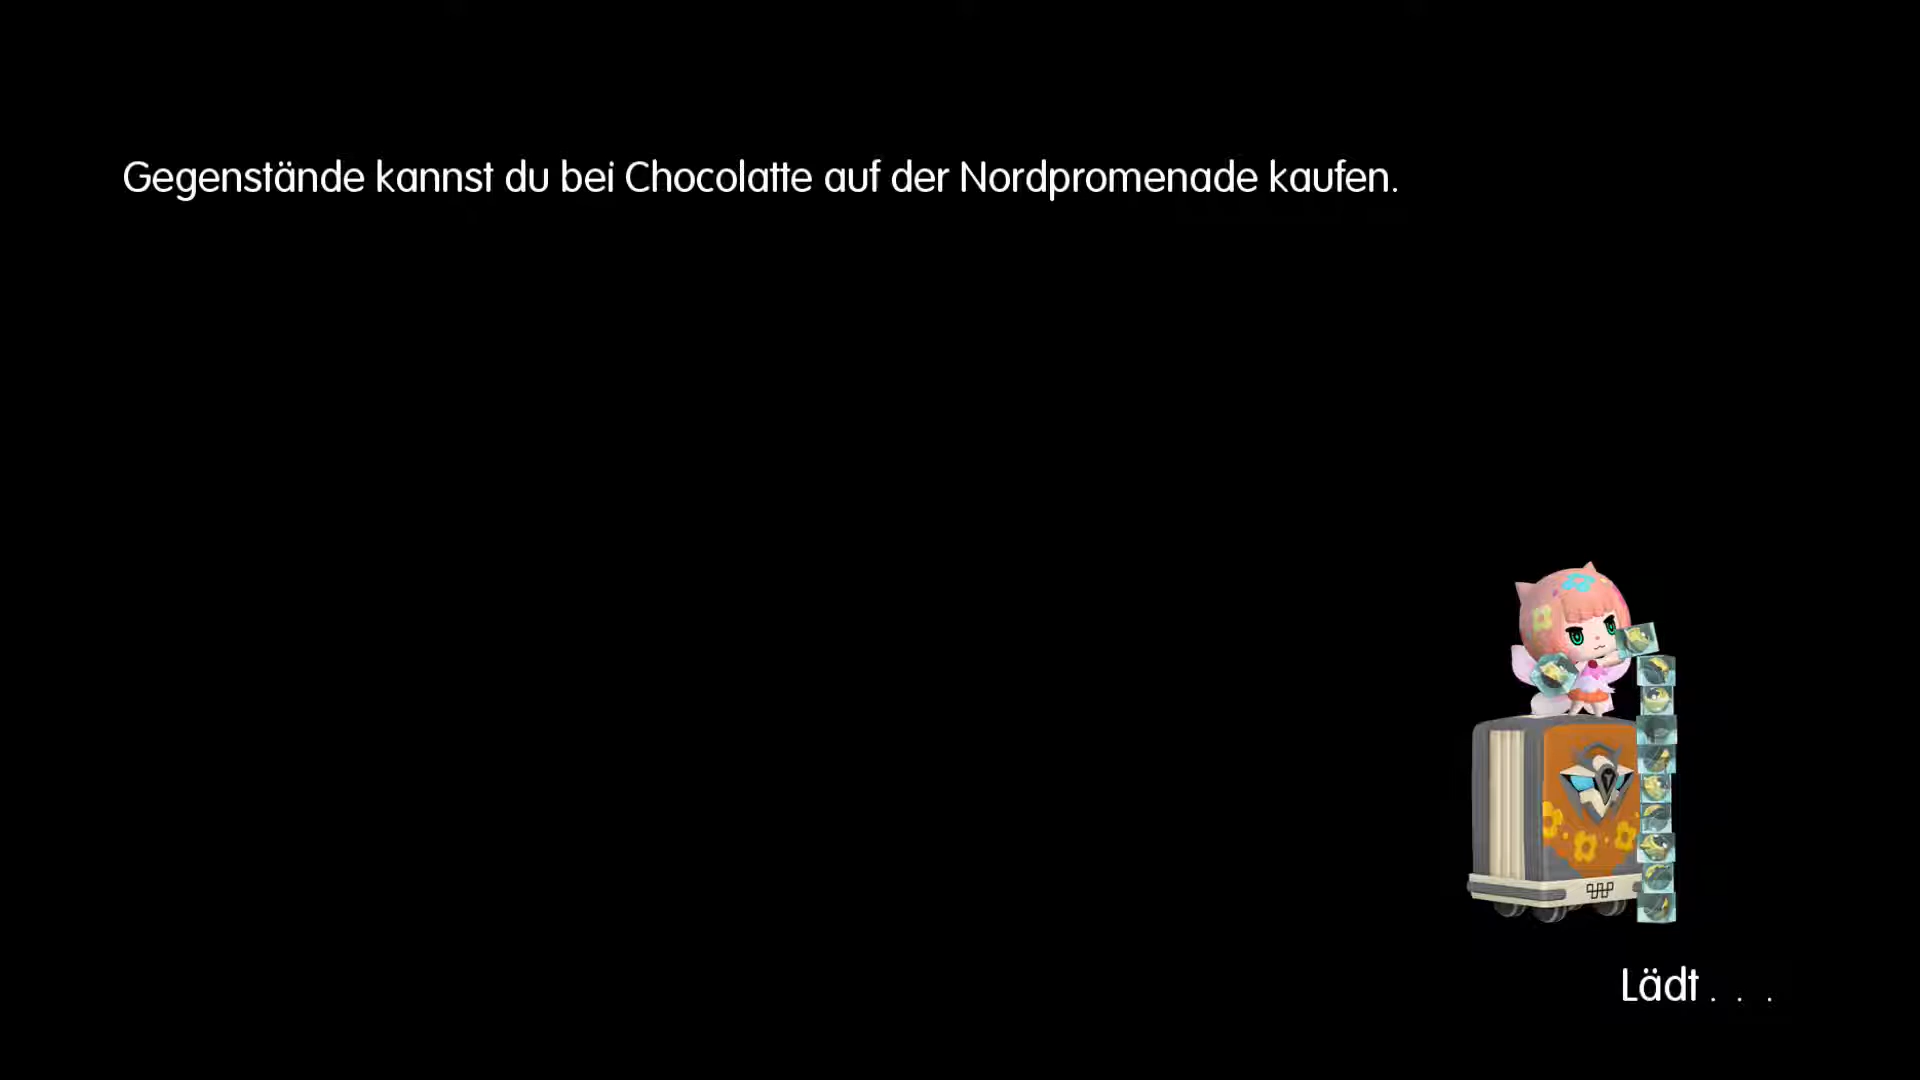 Gegenstände kannst du bei Chocolatte auf der Nordpromenade kaufen.
Lädt . . .